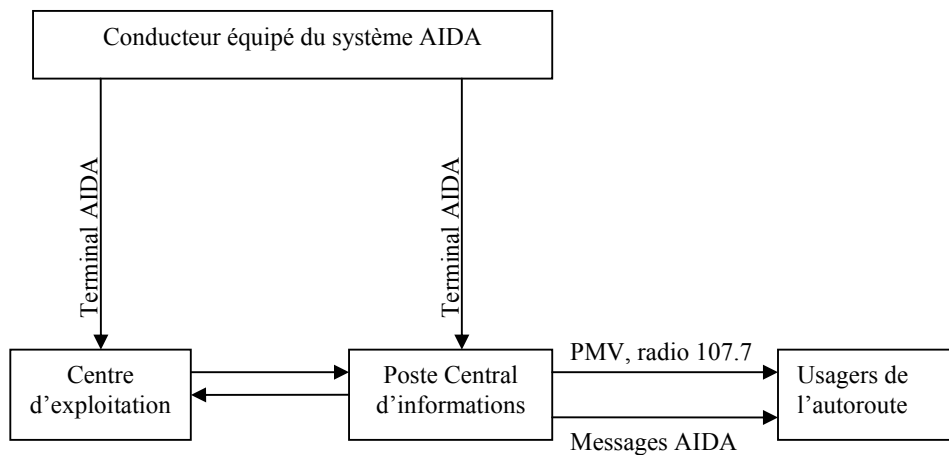 Conducteur équipé du système AIDA
Terminal AIDA
Terminal AIDA
Centre
d’exploitation
Poste Central
d’informations
PMV, radio 107.7
Messages AIDA
Usagers de
l’autoroute